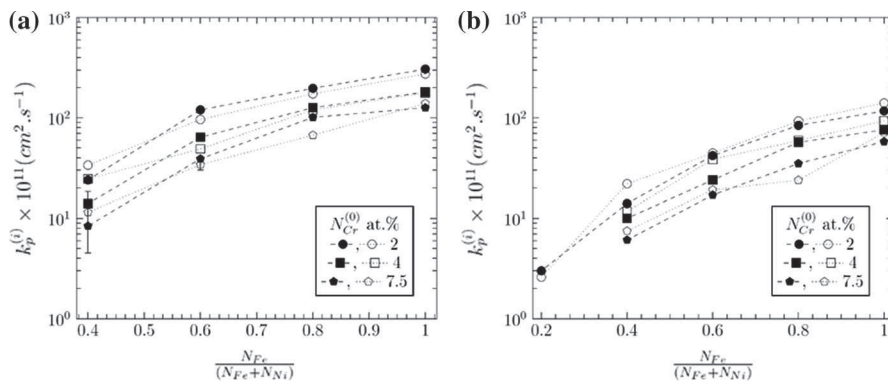 (a)
10³
10²
10¹
10⁰
k_p^(i) × 10¹¹(cm².s⁻¹)
N_Cr^(0) at.%
, 2
, 4
, 7.5
0.4 0.5 0.6 0.7 0.8 0.9 1
N_Fe
(N_Fe+N_Ni)
(b)
10³
10²
10¹
10⁰
k_p^(i) × 10¹¹(cm².s⁻¹)
N_Cr^(0) at.%
, 2
, 4
, 7.5
0.2 0.4 0.6 0.8 1
N_Fe
(N_Fe+N_Ni)